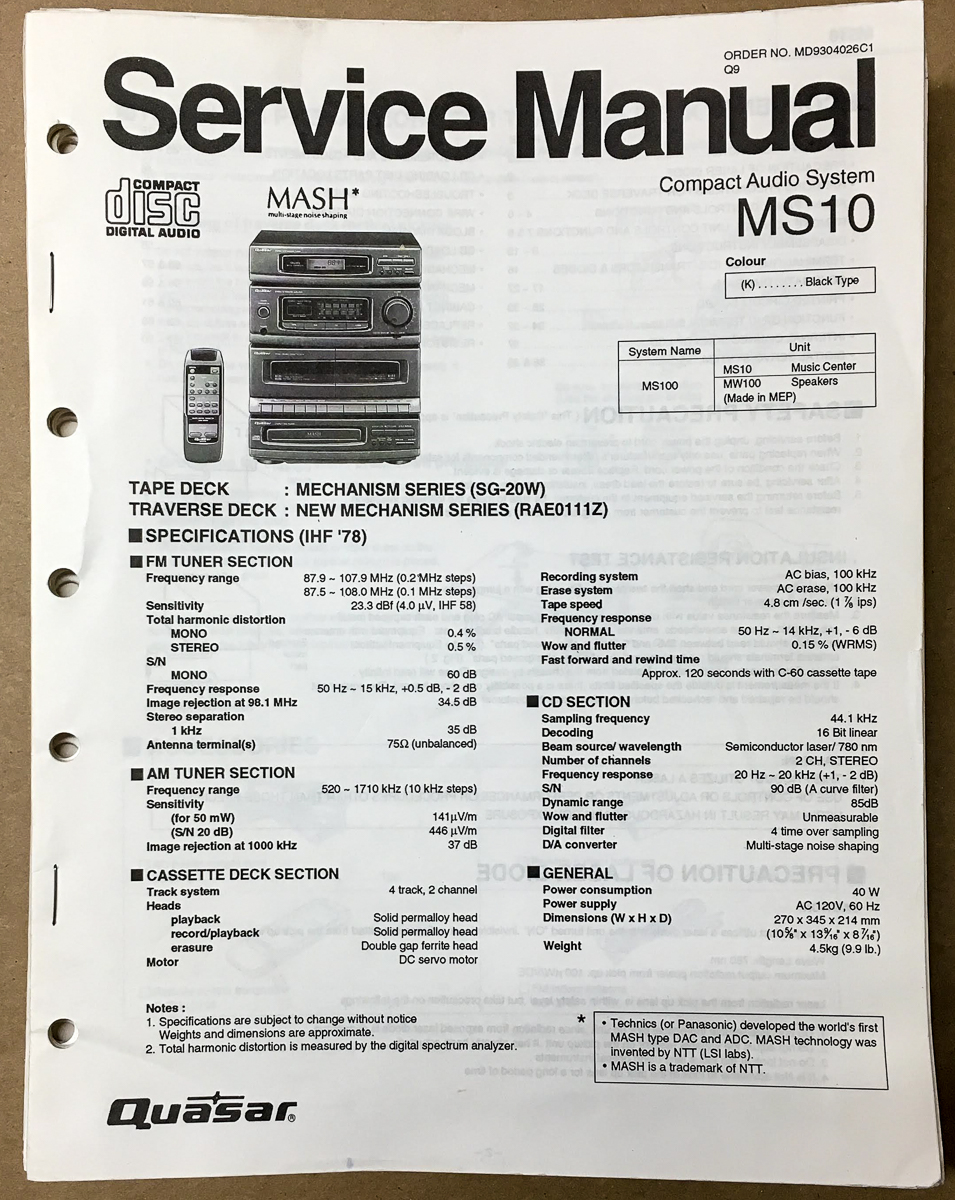 ORDER NO. MD9304026C1
Q9
Service Manual
COMPACT
disc
DIGITAL AUDIO
MASH*
multi-stage noise shaping
Compact Audio System
MS10
Colour
(K) . . . . . . . . Black Type
System Name Unit
MS100 MS10 Music Center
MW100 Speakers
(Made in MEP)
TAPE DECK : MECHANISM SERIES (SG-20W)
TRAVERSE DECK : NEW MECHANISM SERIES (RAE0111Z)
■ SPECIFICATIONS (IHF '78)
■ FM TUNER SECTION
Frequency range 87.9 ~ 107.9 MHz (0.2 MHz steps)
87.5 ~ 108.0 MHz (0.1 MHz steps)
Sensitivity 23.3 dBf (4.0 µV, IHF 58)
Total harmonic distortion
MONO 0.4 %
STEREO 0.5 %
S/N
MONO 60 dB
Frequency response 50 Hz ~ 15 kHz, +0.5 dB, - 2 dB
Image rejection at 98.1 MHz 34.5 dB
Stereo separation
1 kHz 35 dB
Antenna terminal(s) 75Ω (unbalanced)
■ AM TUNER SECTION
Frequency range 520 ~ 1710 kHz (10 kHz steps)
Sensitivity
(for 50 mW) 141µV/m
(S/N 20 dB) 446 µV/m
Image rejection at 1000 kHz 37 dB
■ CASSETTE DECK SECTION
Track system 4 track, 2 channel
Heads
playback Solid permalloy head
record/playback Solid permalloy head
erasure Double gap ferrite head
Motor DC servo motor
Recording system AC bias, 100 kHz
Erase system AC erase, 100 kHz
Tape speed 4.8 cm /sec. (1 7/8 ips)
Frequency response
NORMAL 50 Hz ~ 14 kHz, +1, - 6 dB
Wow and flutter 0.15 % (WRMS)
Fast forward and rewind time
Approx. 120 seconds with C-60 cassette tape
■ CD SECTION
Sampling frequency 44.1 kHz
Decoding 16 Bit linear
Beam source/ wavelength Semiconductor laser/ 780 nm
Number of channels 2 CH, STEREO
Frequency response 20 Hz ~ 20 kHz (+1, - 2 dB)
S/N 90 dB (A curve filter)
Dynamic range 85dB
Wow and flutter Unmeasurable
Digital filter 4 time over sampling
D/A converter Multi-stage noise shaping
■ GENERAL
Power consumption 40 W
Power supply AC 120V, 60 Hz
Dimensions (W x H x D) 270 x 345 x 214 mm
(10 5/8" x 13 9/16" x 8 7/16")
Weight 4.5kg (9.9 lb.)
Notes :
1. Specifications are subject to change without notice
Weights and dimensions are approximate.
2. Total harmonic distortion is measured by the digital spectrum analyzer.
* • Technics (or Panasonic) developed the world's first
MASH type DAC and ADC. MASH technology was
invented by NTT (LSI labs).
• MASH is a trademark of NTT.
Quasar®